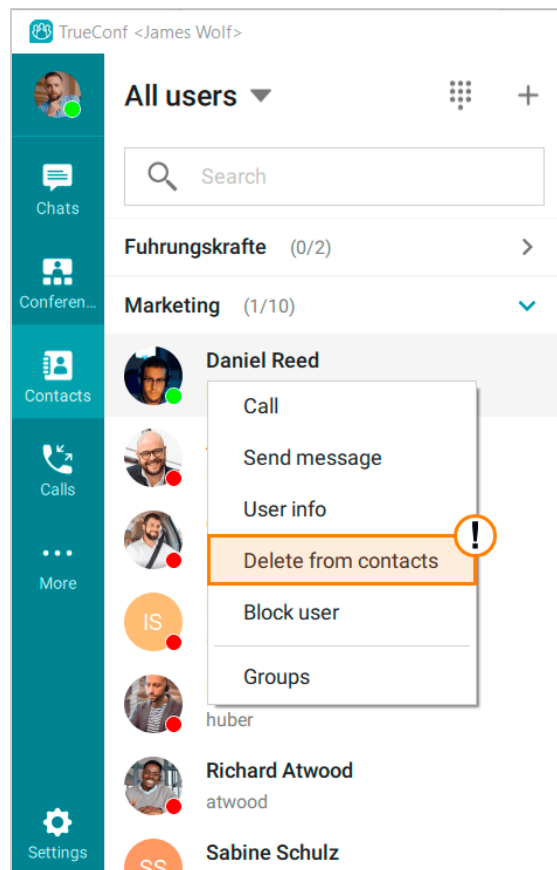 TrueConf <James Wolf>
All users
Search
Chats
Fuhrungskrafte (0/2)
Conferen...
Marketing (1/10)
Contacts
Daniel Reed
Call
Send message
Calls
User info
!
Delete from contacts
More
Block user
IS
Groups
huber
Richard Atwood
atwood
Settings
Sabine Schulz
SS